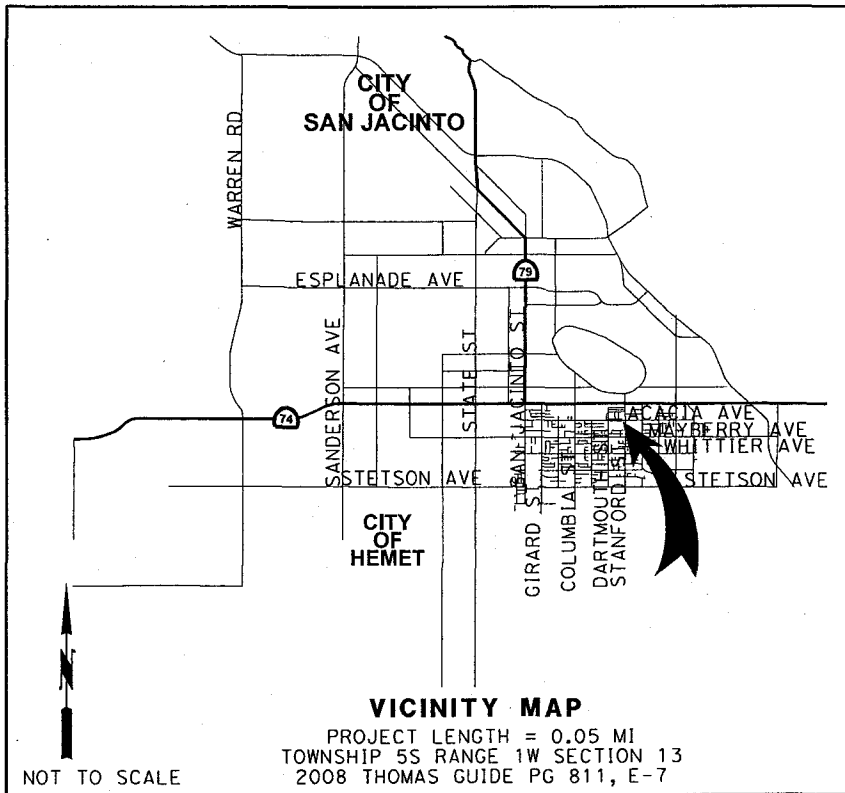 CITY
OF
SAN JACINTO
WARREN RD
79
ESPLANADE AVE
SANDERSON AVE
STATE ST
SAN JACINTO ST
74
ACACIA AVE
MAYBERRY AVE
WHITTIER AVE
STETSON AVE
STETSON AVE
CITY
OF
HEMET
GIRARD ST
COLUMBIA ST
DARTMOUTH ST
STANFORD ST
N
VICINITY MAP
PROJECT LENGTH = 0.05 MI
TOWNSHIP 5S RANGE 1W SECTION 13
2008 THOMAS GUIDE PG 811, E-7
NOT TO SCALE